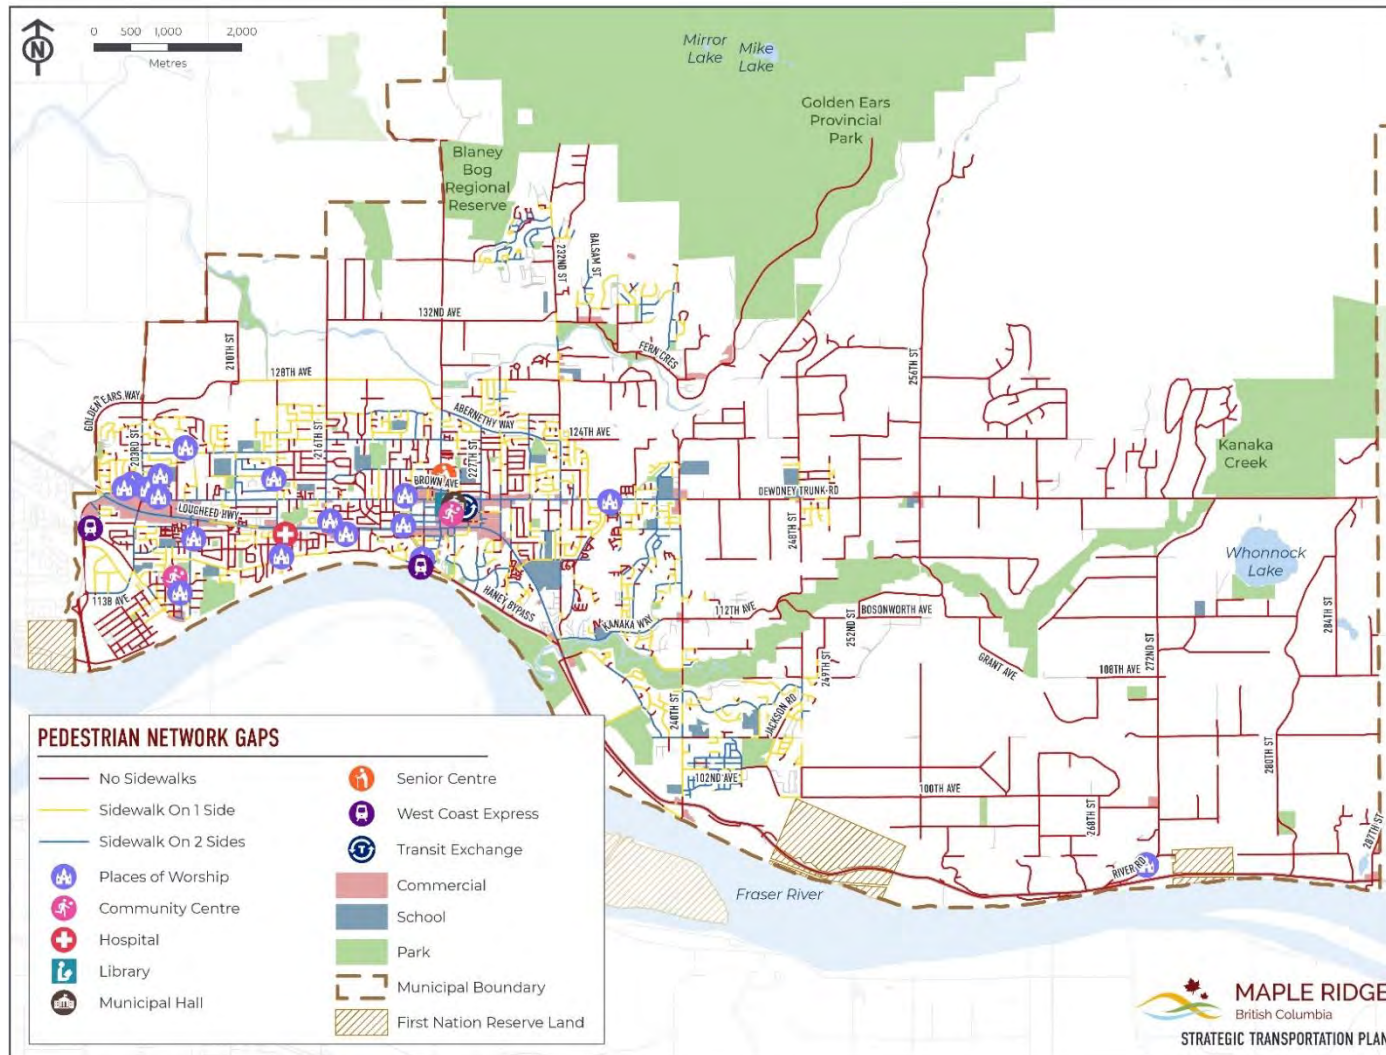 N
0 500 1,000 2,000
Metres
Mirror
Lake
Mike
Lake
Golden Ears
Provincial
Park
Blaney
Bog
Regional
Reserve
232ND ST
BALSAM ST
132ND AVE
FERN CRES
210TH ST
128TH AVE
256TH ST
GOLDEN EARS WAY
203RD ST
216TH ST
ABERNETHY WAY
227TH ST
124TH AVE
Kanaka
Creek
BROWN AVE
DEWDNEY TRUNK RD
LOUGHEED HWY
248TH ST
Whonnock
Lake
113B AVE
HANEY BYPASS
KANAKA WAY
112TH AVE
BOSONWORTH AVE
252ND ST
249TH ST
GRANT AVE
108TH AVE
272ND ST
284TH ST
240TH ST
JACKSON RD
102ND AVE
100TH AVE
268TH ST
280TH ST
287TH ST
RIVER RD
Fraser River
PEDESTRIAN NETWORK GAPS
No Sidewalks
Sidewalk On 1 Side
Sidewalk On 2 Sides
Places of Worship
Community Centre
Hospital
Library
Municipal Hall
Senior Centre
West Coast Express
Transit Exchange
Commercial
School
Park
Municipal Boundary
First Nation Reserve Land
MAPLE RIDGE
British Columbia
STRATEGIC TRANSPORTATION PLAN